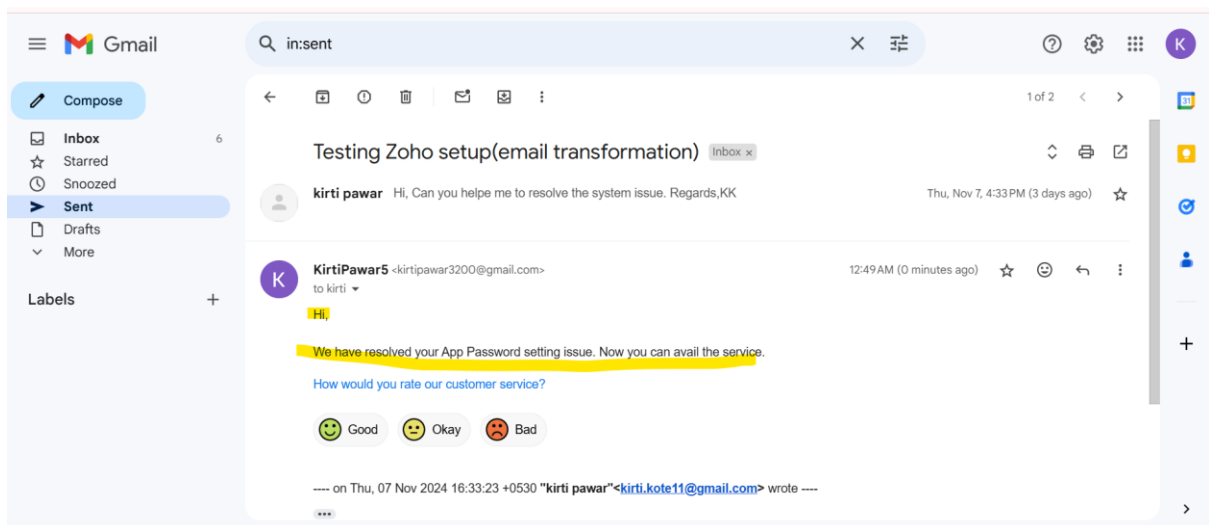 Gmail
in:sent
K
Compose
1 of 2
31
Inbox 6
Starred
Snoozed
Sent
Drafts
More
Labels
Testing Zoho setup(email transformation) Inbox x
kirti pawar Hi, Can you helpe me to resolve the system issue. Regards,KK Thu, Nov 7, 4:33 PM (3 days ago)
K
KirtiPawar5 <kirtipawar3200@gmail.com> 12:49 AM (0 minutes ago)
to kirti
Hi,
We have resolved your App Password setting issue. Now you can avail the service.
How would you rate our customer service?
Good Okay Bad
---- on Thu, 07 Nov 2024 16:33:23 +0530 "kirti pawar"<kirti.kote11@gmail.com> wrote ----